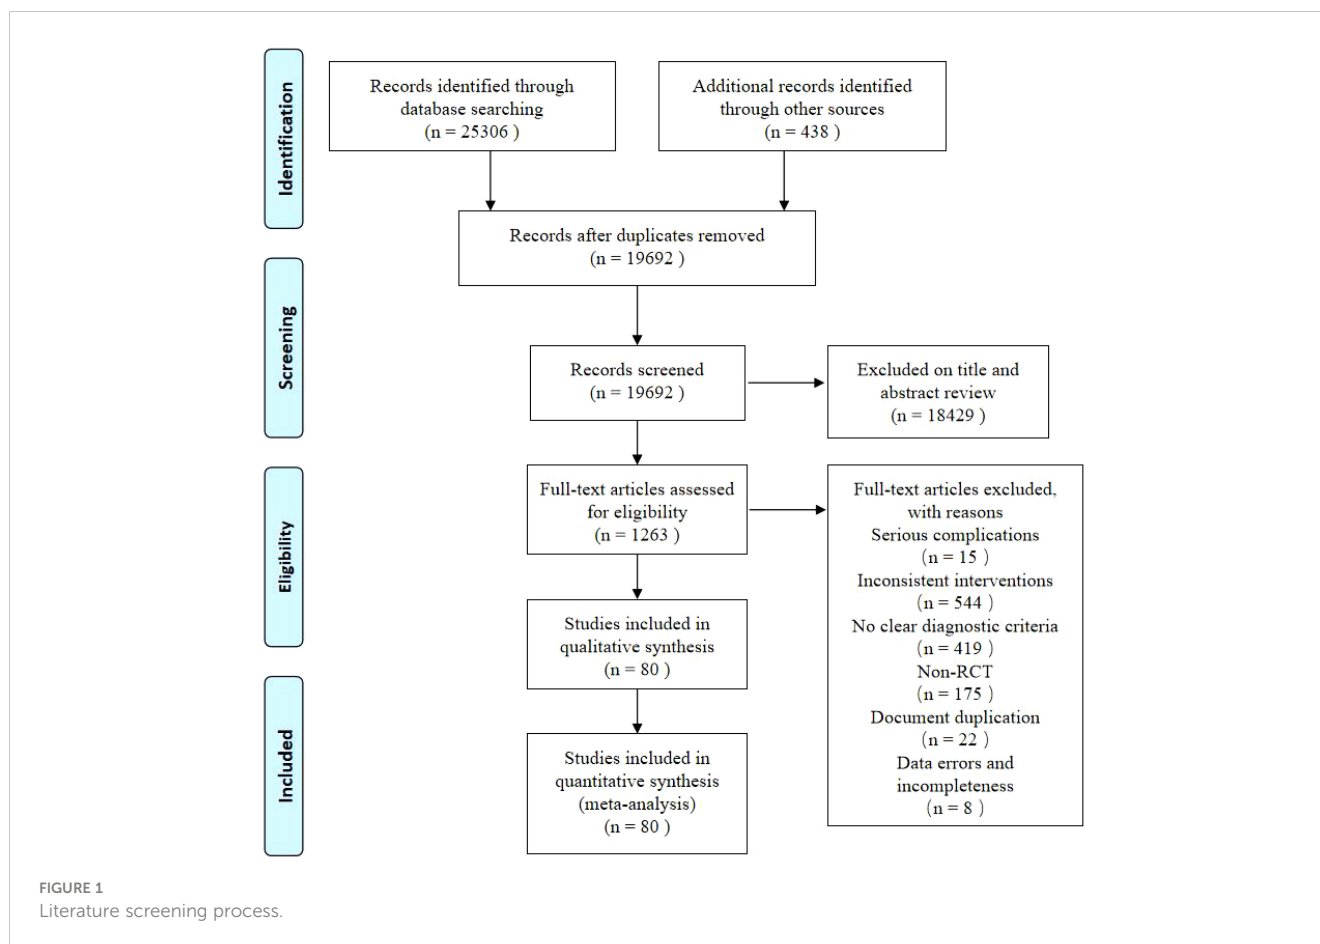 Identification
Records identified through
database searching
(n = 25306 )
Additional records identified
through other sources
(n = 438 )
Records after duplicates removed
(n = 19692 )
Screening
Records screened
(n = 19692 )
Excluded on title and
abstract review
(n = 18429 )
Eligibility
Full-text articles assessed
for eligibility
(n = 1263 )
Full-text articles excluded,
with reasons
Serious complications
(n = 15 )
Inconsistent interventions
(n = 544 )
No clear diagnostic criteria
(n = 419 )
Non-RCT
(n = 175 )
Document duplication
(n = 22 )
Data errors and
incompleteness
(n = 8 )
Studies included in
qualitative synthesis
(n = 80 )
Included
Studies included in
quantitative synthesis
(meta-analysis)
(n = 80 )
FIGURE 1
Literature screening process.